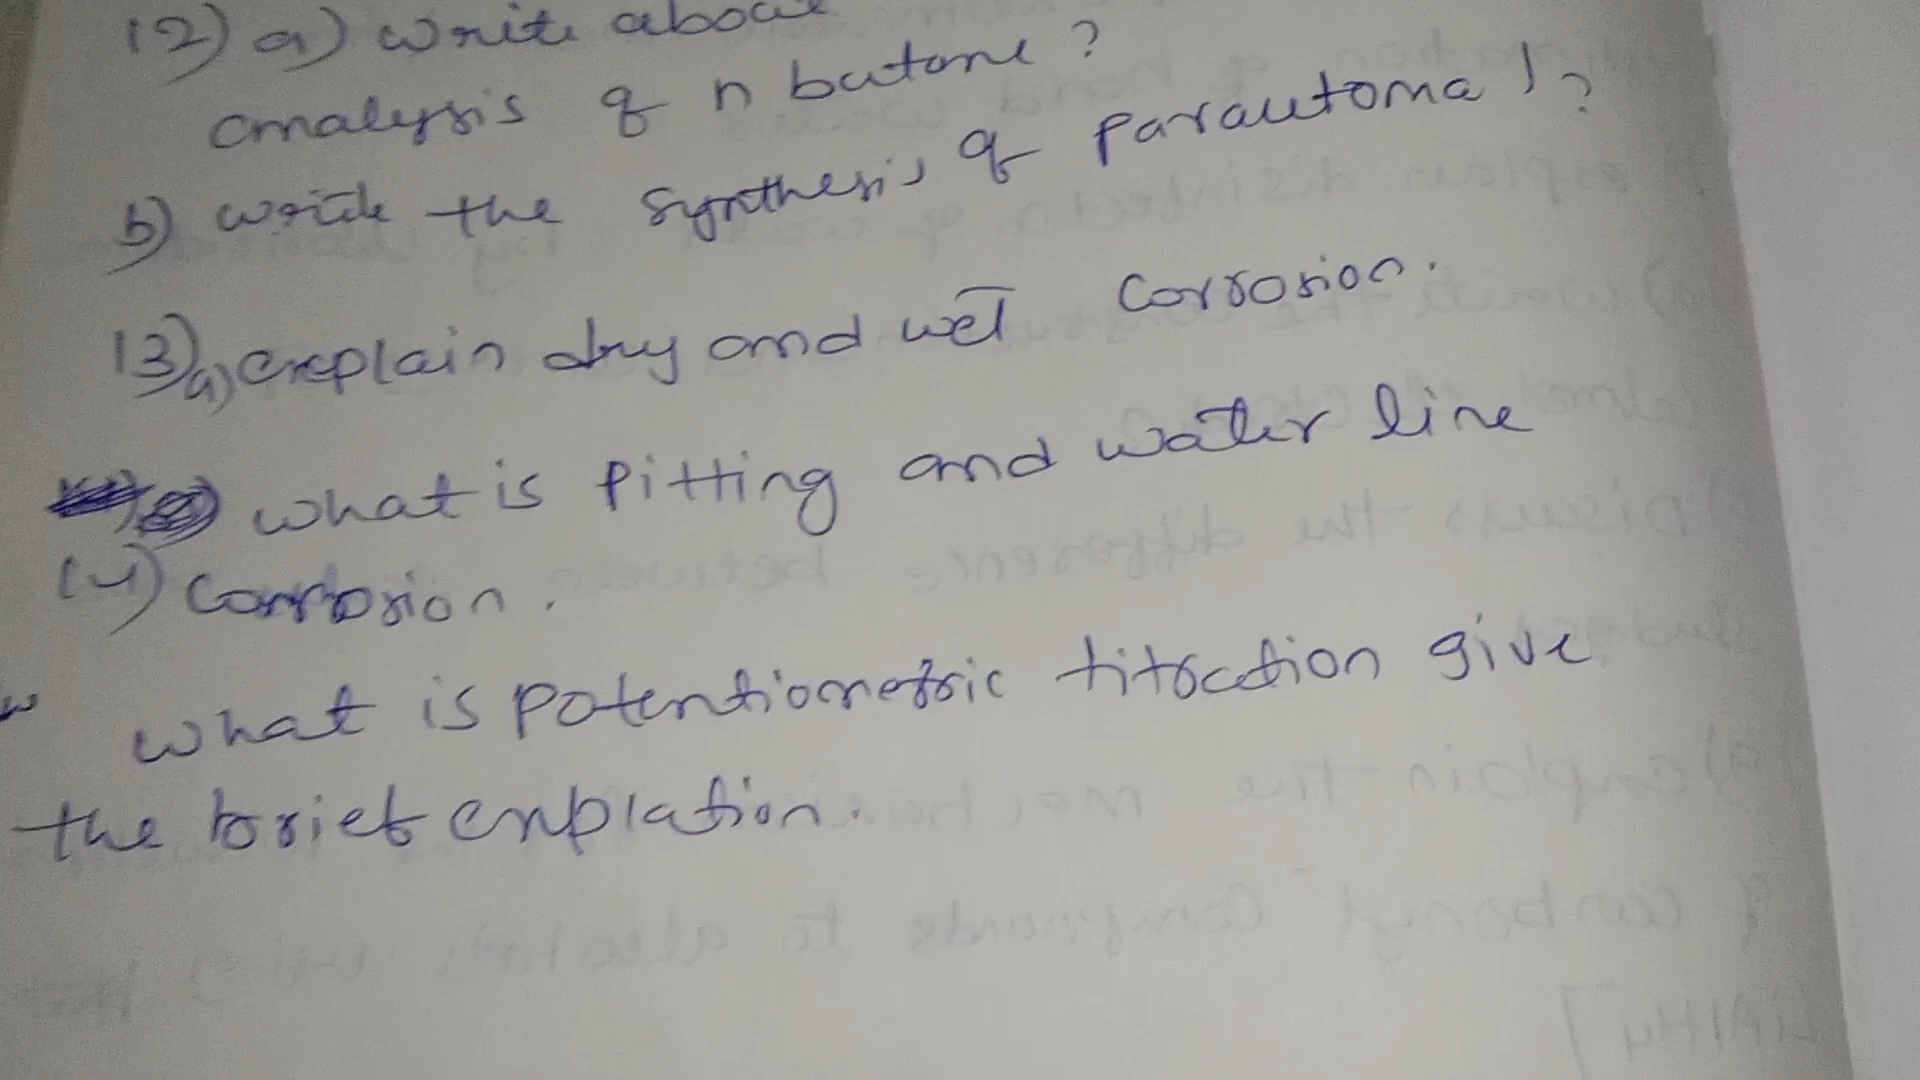 12) a) write about
analysis of n butane ?
b) write the synthesis of parautomal ?
13) a) explain dry and wet corrosion.
what is pitting and water line
14) corrosion.
what is potentiometric titration give
the brief explation.